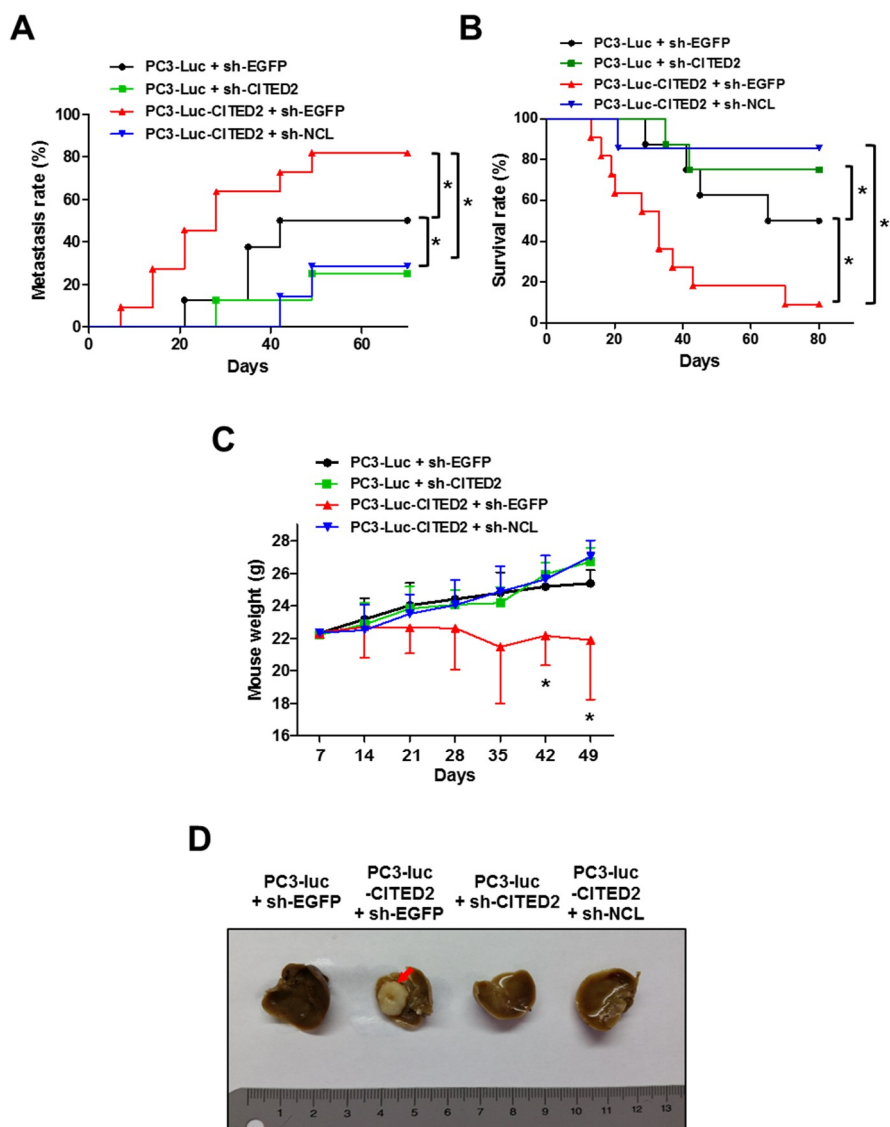 A
PC3-Luc + sh-EGFP
PC3-Luc + sh-CITED2
PC3-Luc-CITED2 + sh-EGFP
PC3-Luc-CITED2 + sh-NCL
100
80
60
40
20
0
Metastasis rate (%)
0 20 40 60
Days
*
*
*
B
PC3-Luc + sh-EGFP
PC3-Luc + sh-CITED2
PC3-Luc-CITED2 + sh-EGFP
PC3-Luc-CITED2 + sh-NCL
100
80
60
40
20
0
Survival rate (%)
0 20 40 60 80
Days
*
*
*
C
PC3-Luc + sh-EGFP
PC3-Luc + sh-CITED2
PC3-Luc-CITED2 + sh-EGFP
PC3-Luc-CITED2 + sh-NCL
28
26
24
22
20
18
16
Mouse weight (g)
*
*
7 14 21 28 35 42 49
Days
D
PC3-luc
+ sh-EGFP
PC3-luc
-CITED2
+ sh-EGFP
PC3-luc
+ sh-CITED2
PC3-luc
-CITED2
+ sh-NCL
1 2 3 4 5 6 7 8 9 10 11 12 13